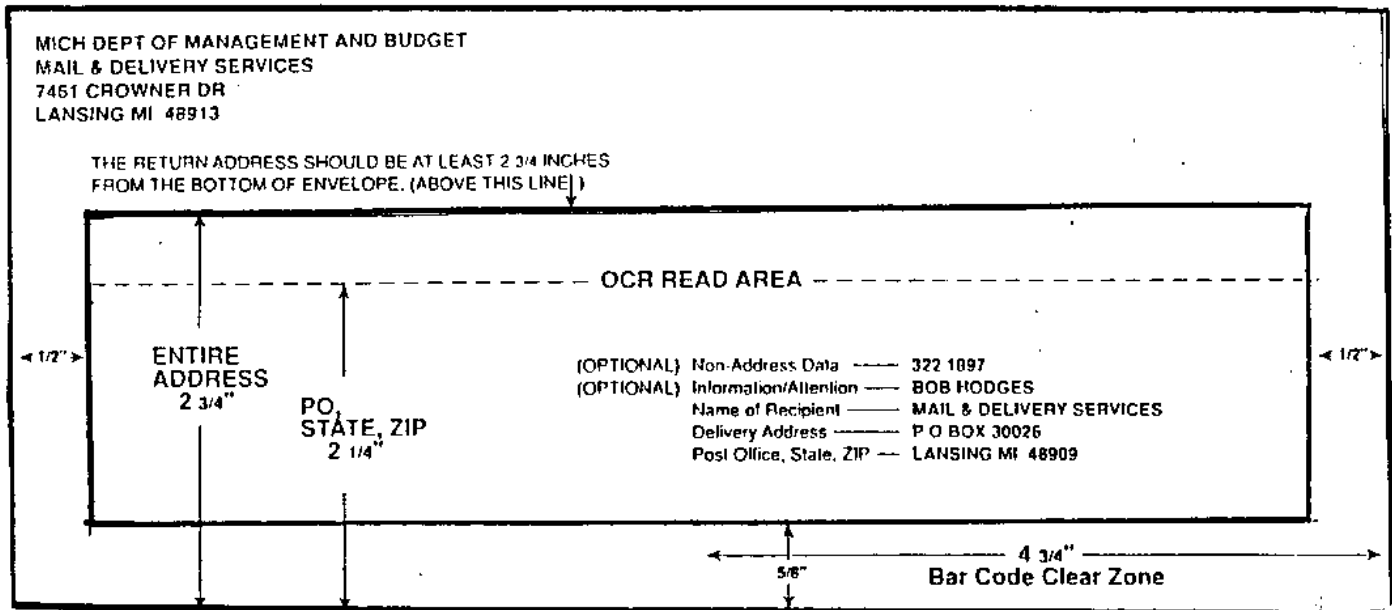 MICH DEPT OF MANAGEMENT AND BUDGET
MAIL & DELIVERY SERVICES
7461 CROWNER DR
LANSING MI 48913
THE RETURN ADDRESS SHOULD BE AT LEAST 2 3/4 INCHES
FROM THE BOTTOM OF ENVELOPE. (ABOVE THIS LINE )
OCR READ AREA
1/2"
ENTIRE
ADDRESS
2 3/4"
PO,
STATE, ZIP
2 1/4"
(OPTIONAL) Non-Address Data 322 1897
(OPTIONAL) Information/Attention BOB HODGES
Name of Recipient MAIL & DELIVERY SERVICES
Delivery Address P O BOX 30026
Post Office, State, ZIP LANSING MI 48909
1/2"
5/8"
4 3/4"
Bar Code Clear Zone